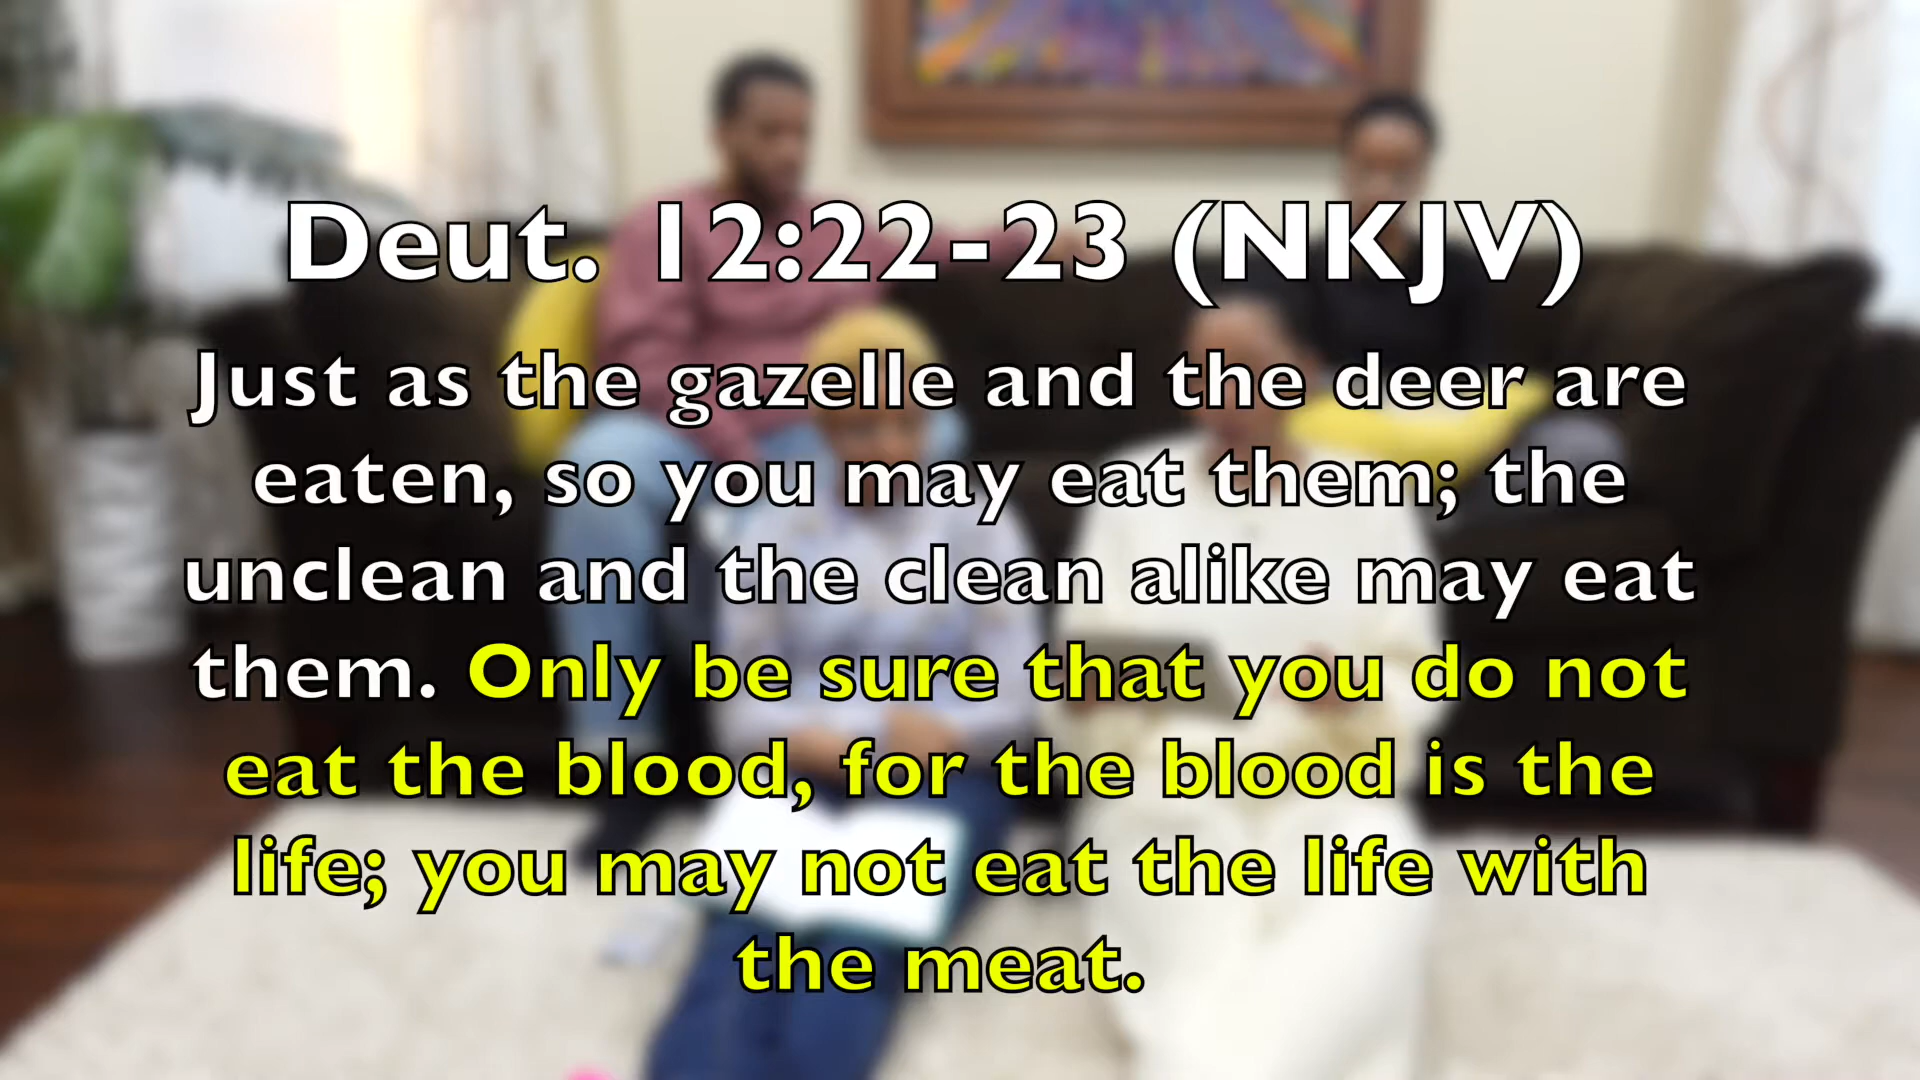 Deut. 12:22-23 (NKJV)
Just as the gazelle and the deer are
eaten, so you may eat them; the
unclean and the clean alike may eat
them. Only be sure that you do not
eat the blood, for the blood is the
life; you may not eat the life with
the meat.